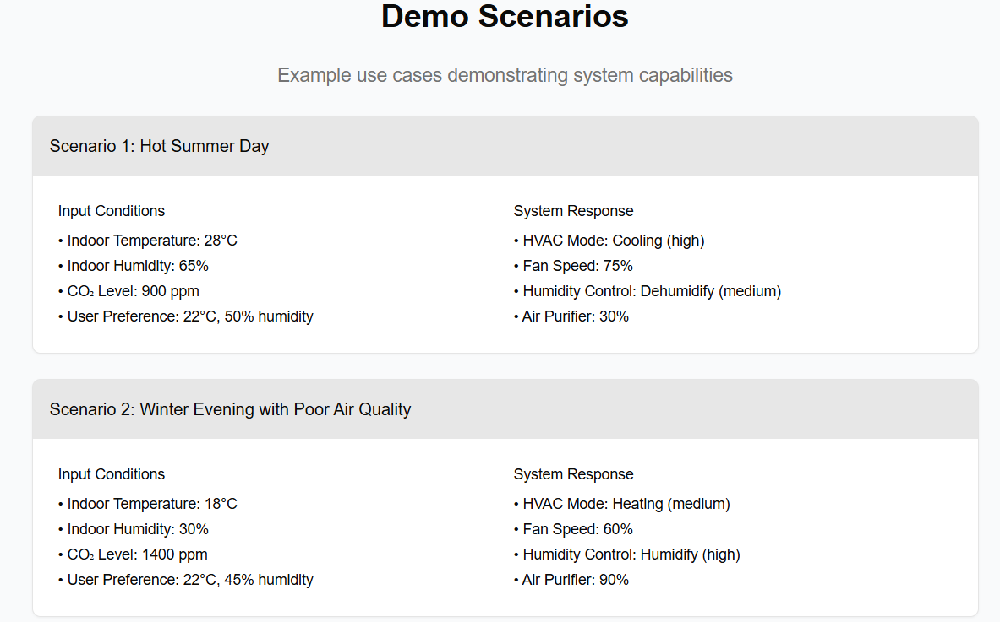 Demo Scenarios
Example use cases demonstrating system capabilities
Scenario 1: Hot Summer Day
Input Conditions
• Indoor Temperature: 28°C
• Indoor Humidity: 65%
• CO₂ Level: 900 ppm
• User Preference: 22°C, 50% humidity
System Response
• HVAC Mode: Cooling (high)
• Fan Speed: 75%
• Humidity Control: Dehumidify (medium)
• Air Purifier: 30%
Scenario 2: Winter Evening with Poor Air Quality
Input Conditions
• Indoor Temperature: 18°C
• Indoor Humidity: 30%
• CO₂ Level: 1400 ppm
• User Preference: 22°C, 45% humidity
System Response
• HVAC Mode: Heating (medium)
• Fan Speed: 60%
• Humidity Control: Humidify (high)
• Air Purifier: 90%